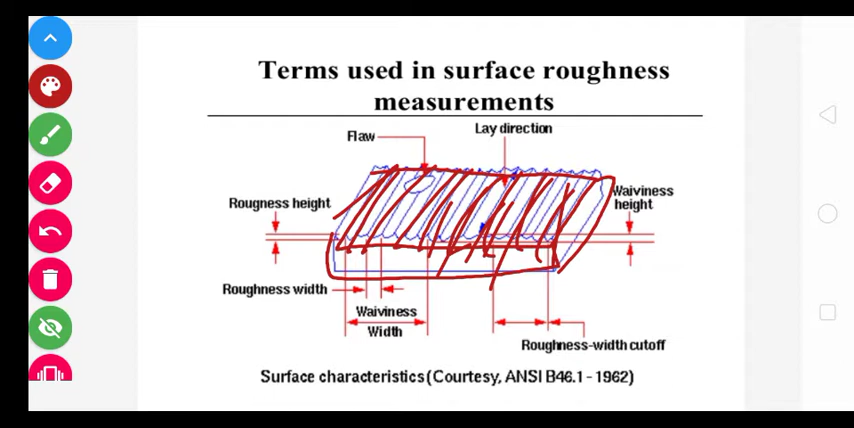 Terms used in surface roughness
measurements
Flaw
Lay direction
Rougness height
Waiviness
height
Roughness width
Waiviness
Width
Roughness-width cutoff
Surface characteristics (Courtesy, ANSI B46.1 - 1962)